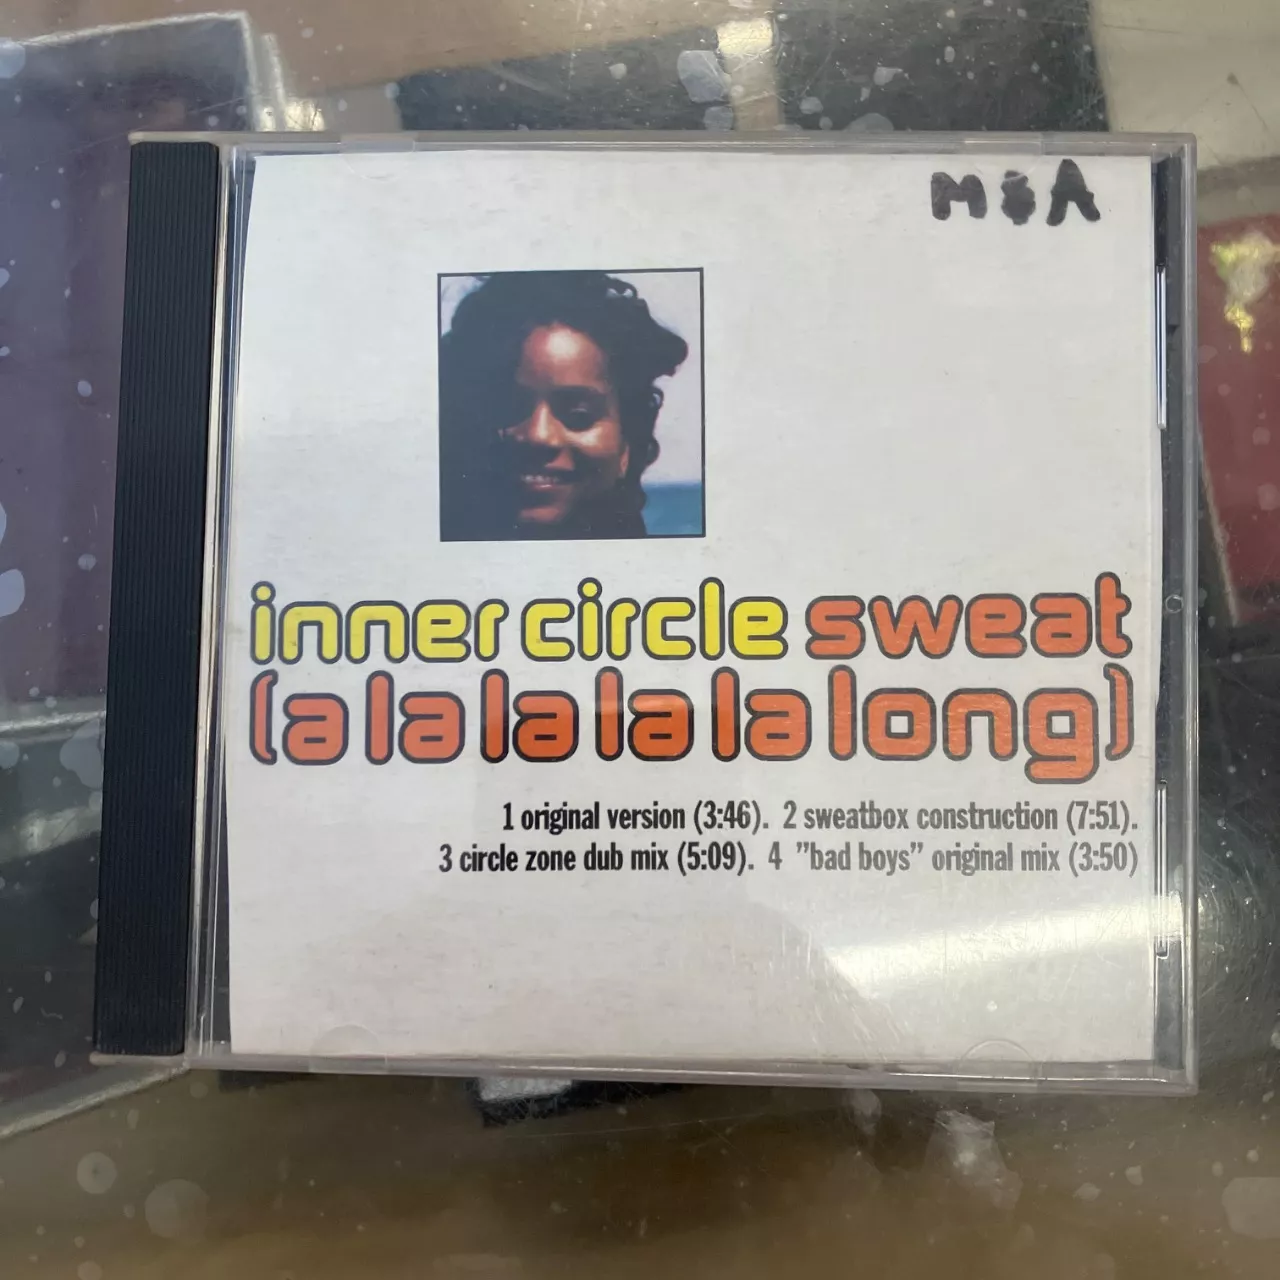 M&A
inner circle sweat
(a la la la la long)
1 original version (3:46). 2 sweatbox construction (7:51).
3 circle zone dub mix (5:09). 4 ”bad boys” original mix (3:50)